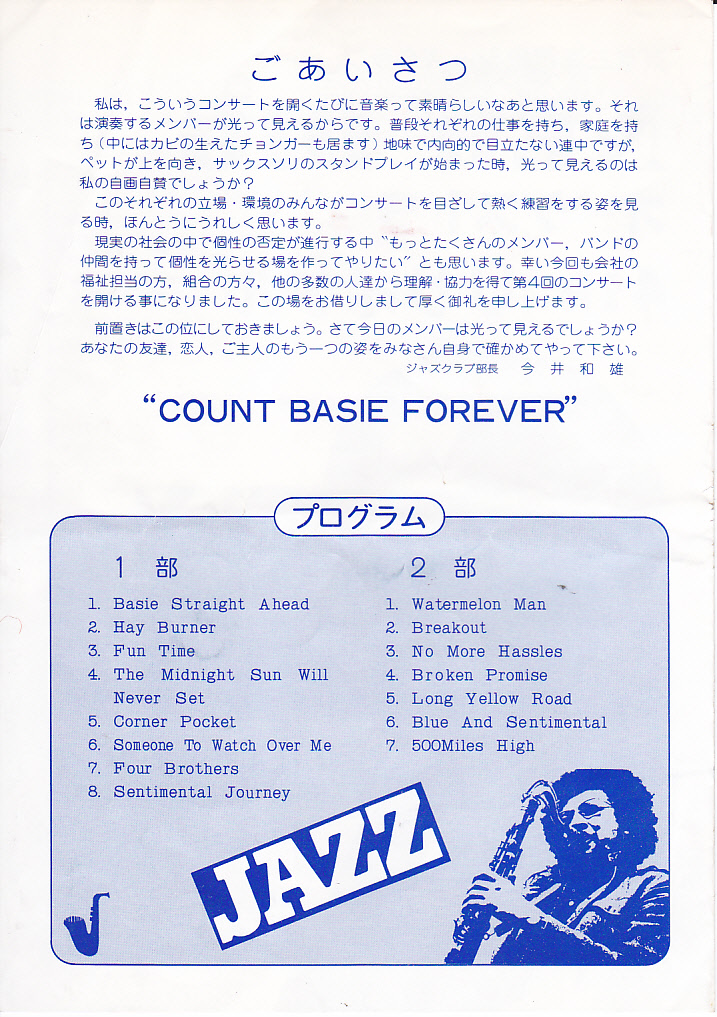 ごあいさつ
私は，こういうコンサートを開くたびに音楽って素晴らしいなあと思います。それ
は演奏するメンバーが光って見えるからです。普段それぞれの仕事を持ち，家庭を持
ち（中にはカビの生えたチョンガーも居ます）地味で内向的で目立たない連中ですが，
ペットが上を向き，サックスソリのスタンドプレイが始まった時，光って見えるのは
私の自画自賛でしょうか？
このそれぞれの立場・環境のみんながコンサートを目ざして熱く練習をする姿を見
る時，ほんとうにうれしく思います。
現実の社会の中で個性の否定が進行する中〝もっとたくさんのメンバー，バンドの
仲間を持って個性を光らせる場を作ってやりたい〞とも思います。幸い今回も会社の
福祉担当の方，組合の方々，他の多数の人達から理解・協力を得て第4回のコンサート
を開ける事になりました。この場をお借りしまして厚く御礼を申し上げます。
前置きはこの位にしておきましょう。さて今日のメンバーは光って見えるでしょうか？
あなたの友達，恋人，ご主人のもう一つの姿をみなさん自身で確かめてやって下さい。
ジャズクラブ部長　今井和雄
“COUNT BASIE FOREVER”
プログラム
1 部
1. Basie Straight Ahead
2. Hay Burner
3. Fun Time
4. The Midnight Sun Will
Never Set
5. Corner Pocket
6. Someone To Watch Over Me
7. Four Brothers
8. Sentimental Journey
2 部
1. Watermelon Man
2. Breakout
3. No More Hassles
4. Broken Promise
5. Long Yellow Road
6. Blue And Sentimental
7. 500Miles High
JAZZ